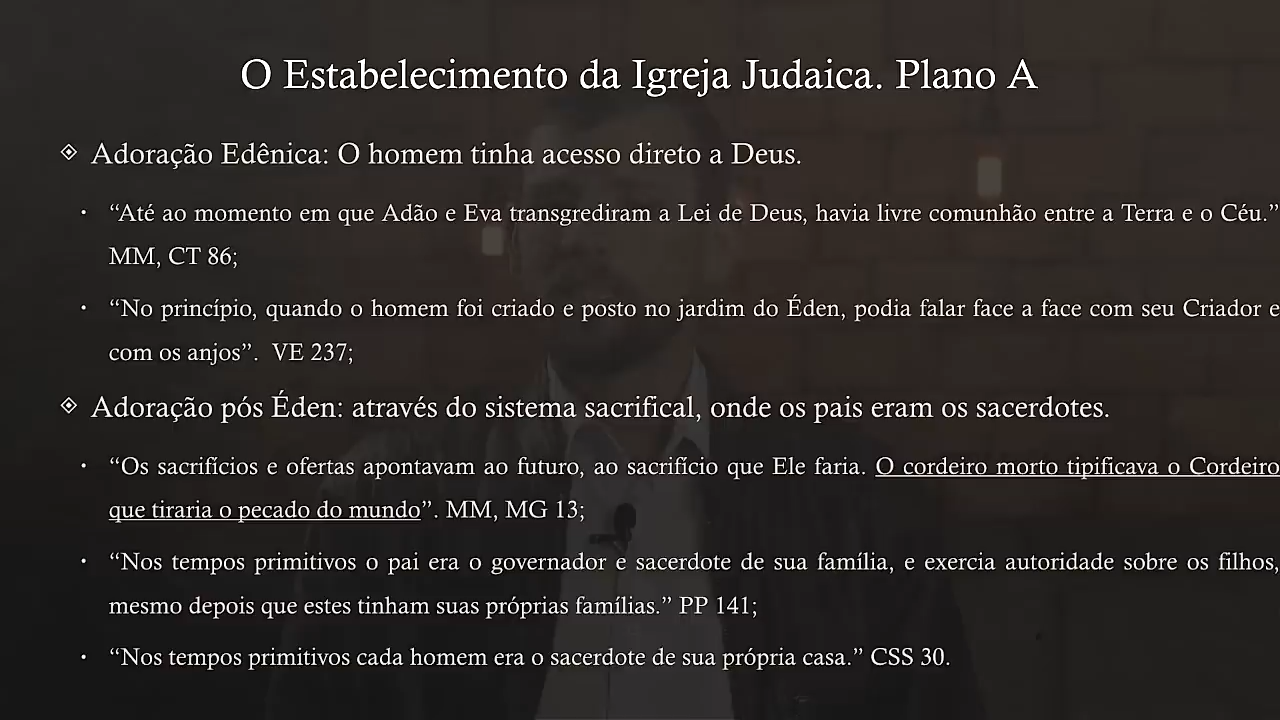 O Estabelecimento da Igreja Judaica. Plano A
Adoração Edênica: O homem tinha acesso direto a Deus.
“Até ao momento em que Adão e Eva transgrediram a Lei de Deus, havia livre comunhão entre a Terra e o Céu.”
MM, CT 86;
“No princípio, quando o homem foi criado e posto no jardim do Éden, podia falar face a face com seu Criador e
com os anjos”. VE 237;
Adoração pós Éden: através do sistema sacrifical, onde os pais eram os sacerdotes.
“Os sacrifícios e ofertas apontavam ao futuro, ao sacrifício que Ele faria. O cordeiro morto tipificava o Cordeiro
que tiraria o pecado do mundo”. MM, MG 13;
“Nos tempos primitivos o pai era o governador e sacerdote de sua família, e exercia autoridade sobre os filhos,
mesmo depois que estes tinham suas próprias famílias.” PP 141;
“Nos tempos primitivos cada homem era o sacerdote de sua própria casa.” CSS 30.